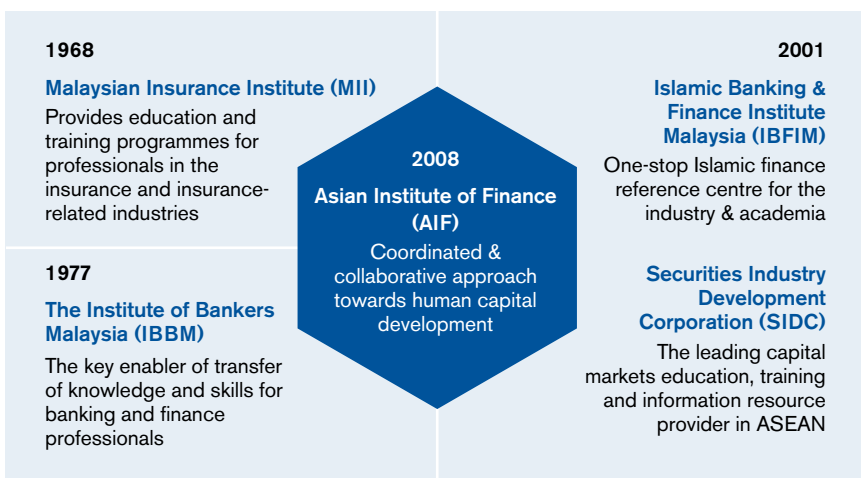 1968
Malaysian Insurance Institute (MII)
Provides education and
training programmes for
professionals in the
insurance and insurance-
related industries
1977
The Institute of Bankers
Malaysia (IBBM)
The key enabler of transfer
of knowledge and skills for
banking and finance
professionals
2008
Asian Institute of Finance
(AIF)
Coordinated &
collaborative approach
towards human capital
development
2001
Islamic Banking &
Finance Institute
Malaysia (IBFIM)
One-stop Islamic finance
reference centre for the
industry & academia
Securities Industry
Development
Corporation (SIDC)
The leading capital
markets education, training
and information resource
provider in ASEAN